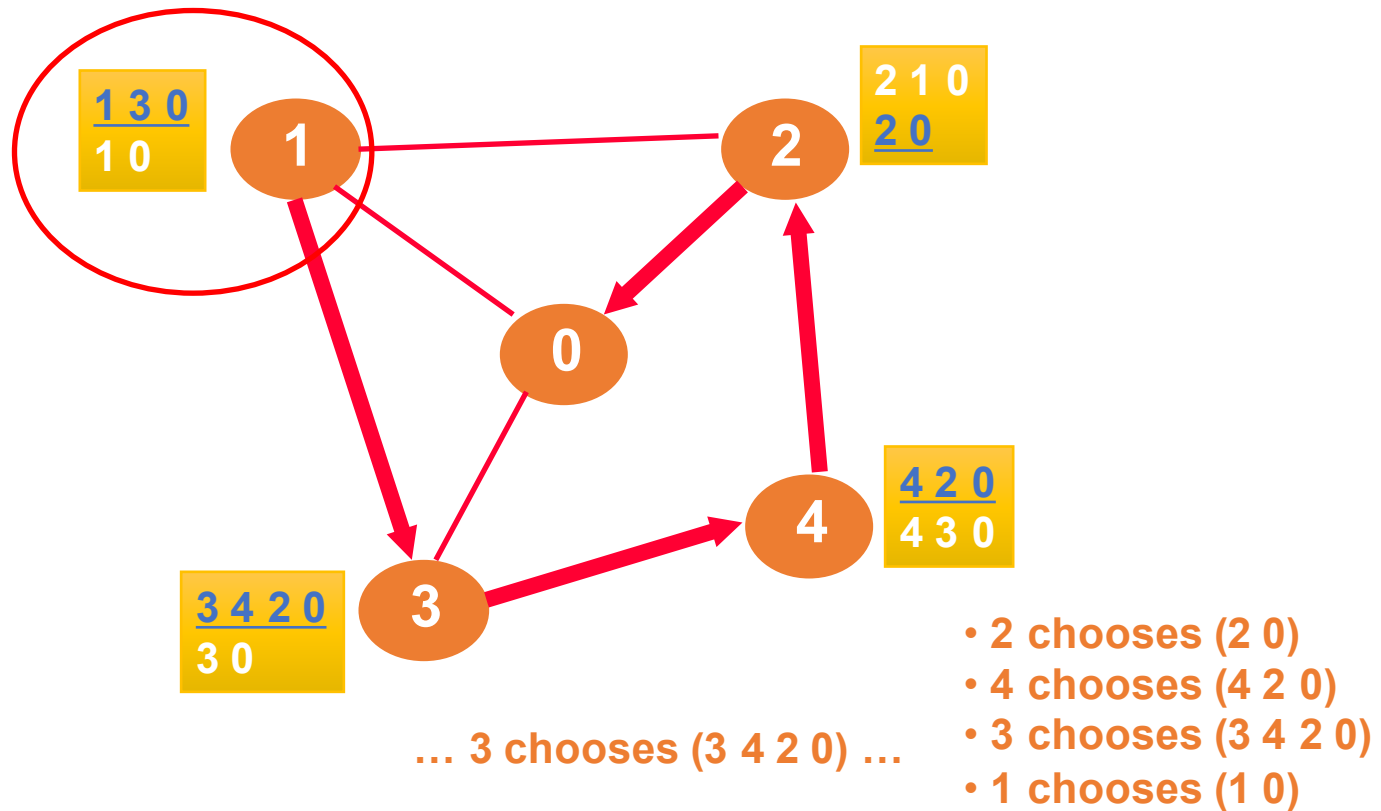 1 3 0
1 0
1
2
2 1 0
2 0
0
4
4 2 0
4 3 0
3 4 2 0
3 0
3
• 2 chooses (2 0)
• 4 chooses (4 2 0)
• 3 chooses (3 4 2 0)
• 1 chooses (1 0)
... 3 chooses (3 4 2 0) ...